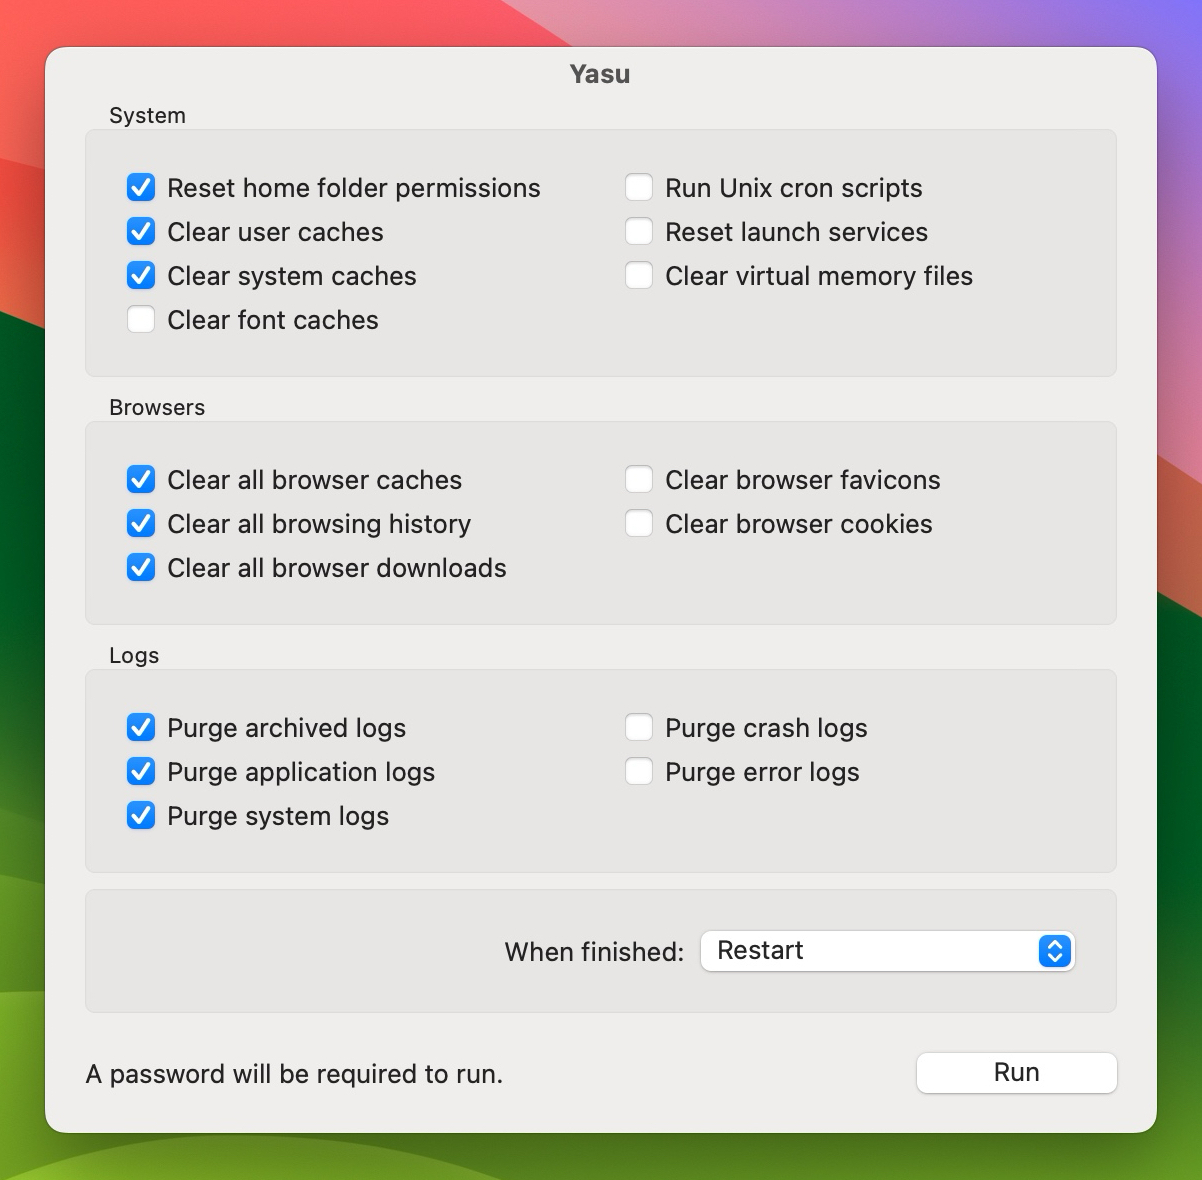 Yasu
System
Reset home folder permissions
Clear user caches
Clear system caches
Clear font caches
Run Unix cron scripts
Reset launch services
Clear virtual memory files
Browsers
Clear all browser caches
Clear all browsing history
Clear all browser downloads
Clear browser favicons
Clear browser cookies
Logs
Purge archived logs
Purge application logs
Purge system logs
Purge crash logs
Purge error logs
When finished: Restart
A password will be required to run.
Run